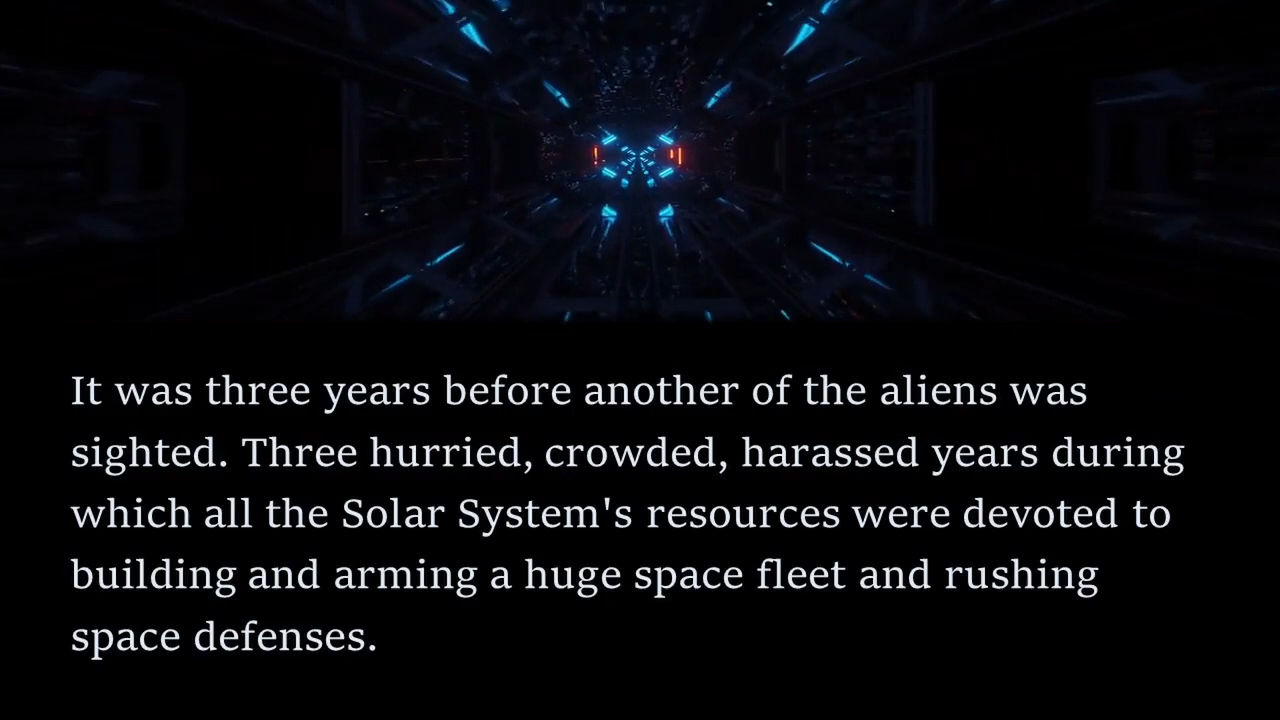 It was three years before another of the aliens was
sighted. Three hurried, crowded, harassed years during
which all the Solar System's resources were devoted to
building and arming a huge space fleet and rushing
space defenses.